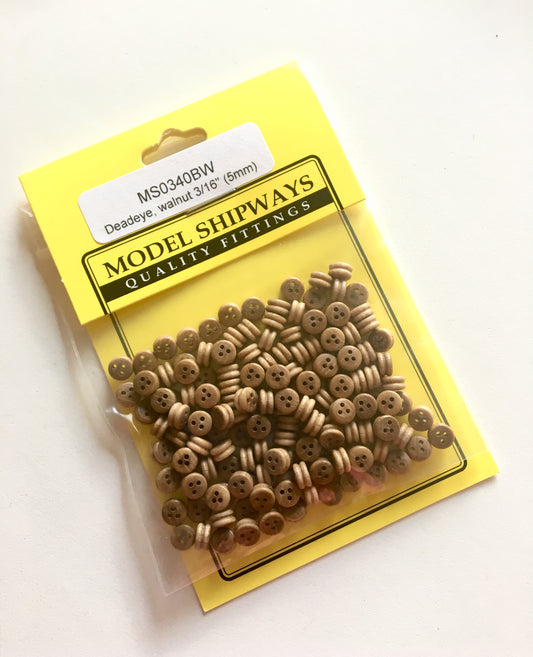 MS0340BW
Deadeye, walnut 3/16" (5mm)
MODEL SHIPWAYS
QUALITY FITTINGS